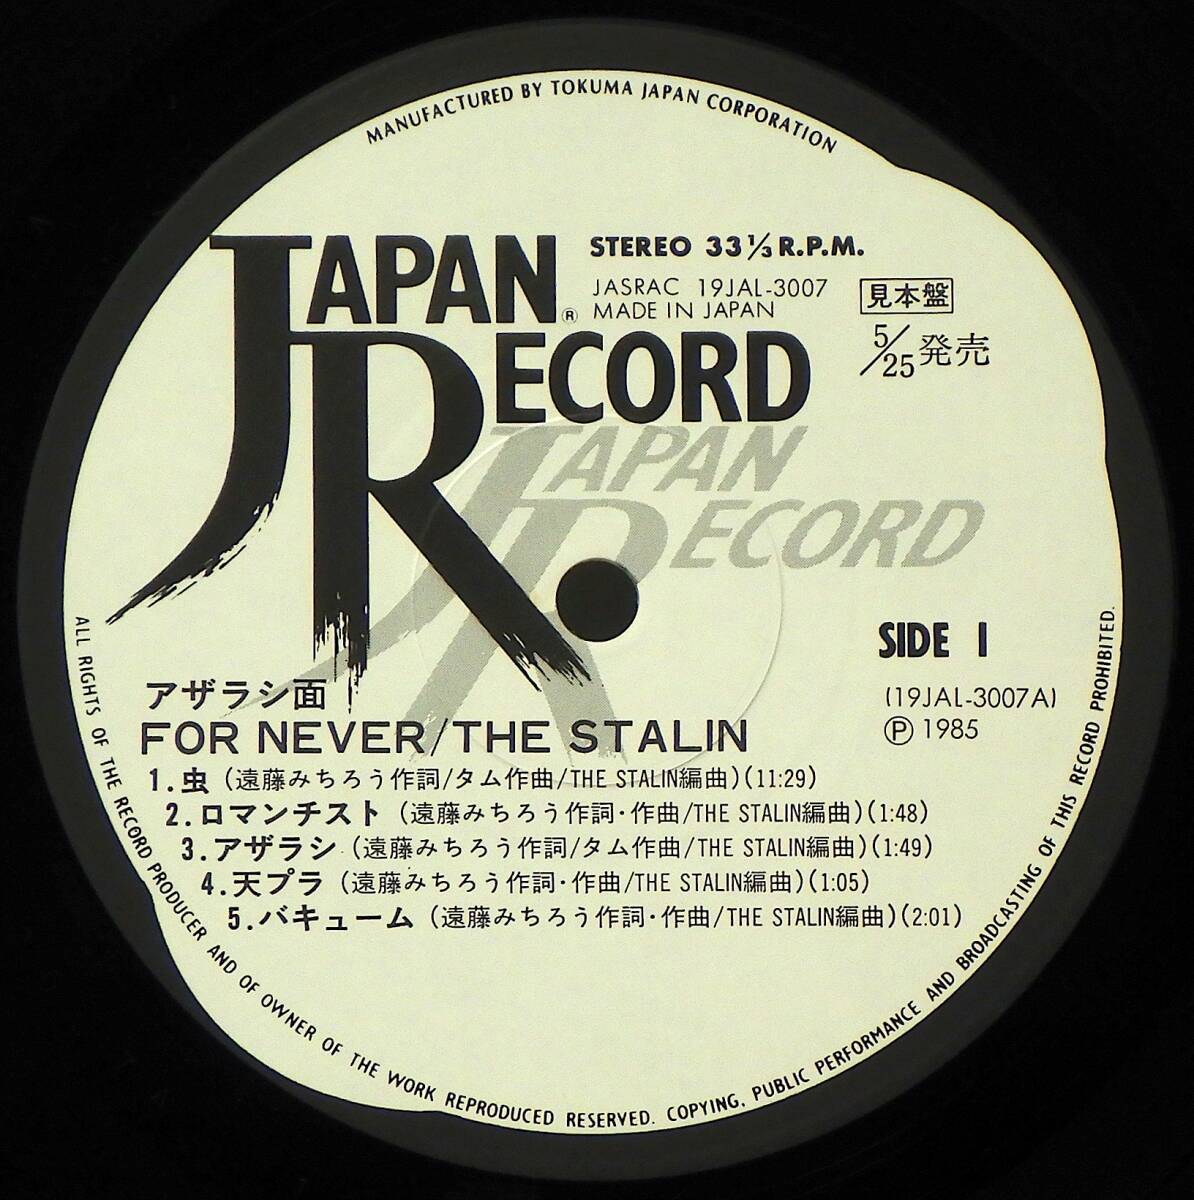 MANUFACTURED BY TOKUMA JAPAN CORPORATION
JAPAN RECORD ®
STEREO 33 ⅓ R.P.M.
JASRAC 19JAL-3007
MADE IN JAPAN
見本盤
5/25発売
JAPAN RECORD
SIDE 1
(19JAL-3007A)
Ⓟ 1985
アザラシ面
FOR NEVER/THE STALIN
1.虫 (遠藤みちろう作詞/タム作曲/THE STALIN編曲)(11:29)
2.ロマンチスト (遠藤みちろう作詞・作曲/THE STALIN編曲)(1:48)
3.アザラシ (遠藤みちろう作詞/タム作曲/THE STALIN編曲)(1:49)
4.天プラ (遠藤みちろう作詞・作曲/THE STALIN編曲)(1:05)
5.バキューム (遠藤みちろう作詞・作曲/THE STALIN編曲)(2:01)
ALL RIGHTS OF THE RECORD PRODUCER AND OF OWNER OF THE WORK REPRODUCED RESERVED. COPYING, PUBLIC PERFORMANCE AND BROADCASTING OF THIS RECORD PROHIBITED.